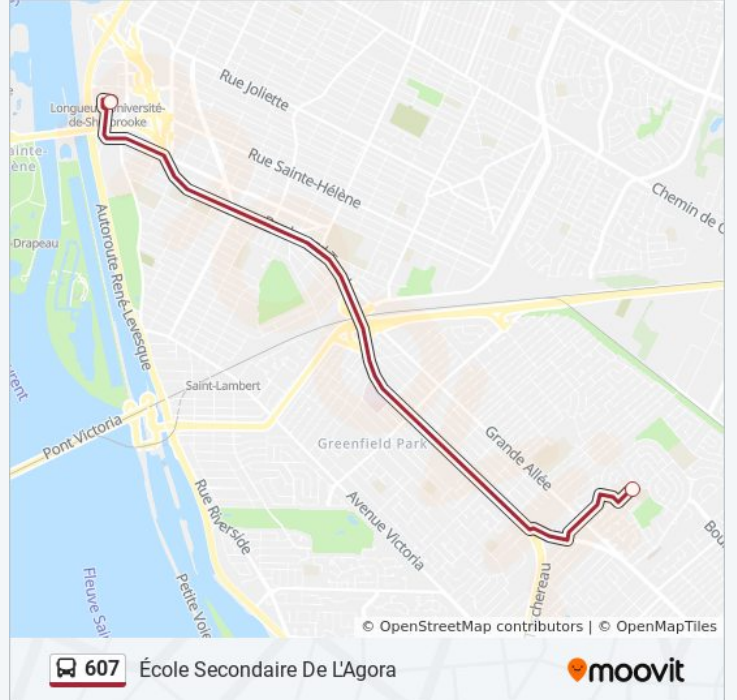 Rue Joliette
Longueuil–Université-
de-Sherbrooke
Rue Sainte-Hélène
Chemin de C
-Drapeau
Autoroute René-Levesque
Saint-Lambert
Pont Victoria
Greenfield Park
Grande Allée
Rue Riverside
Avenue Victoria
Bou
Fleuve Sai
Petite Voie
chereau
© OpenStreetMap contributors | © OpenMapTiles
607 École Secondaire De L'Agora
moovit